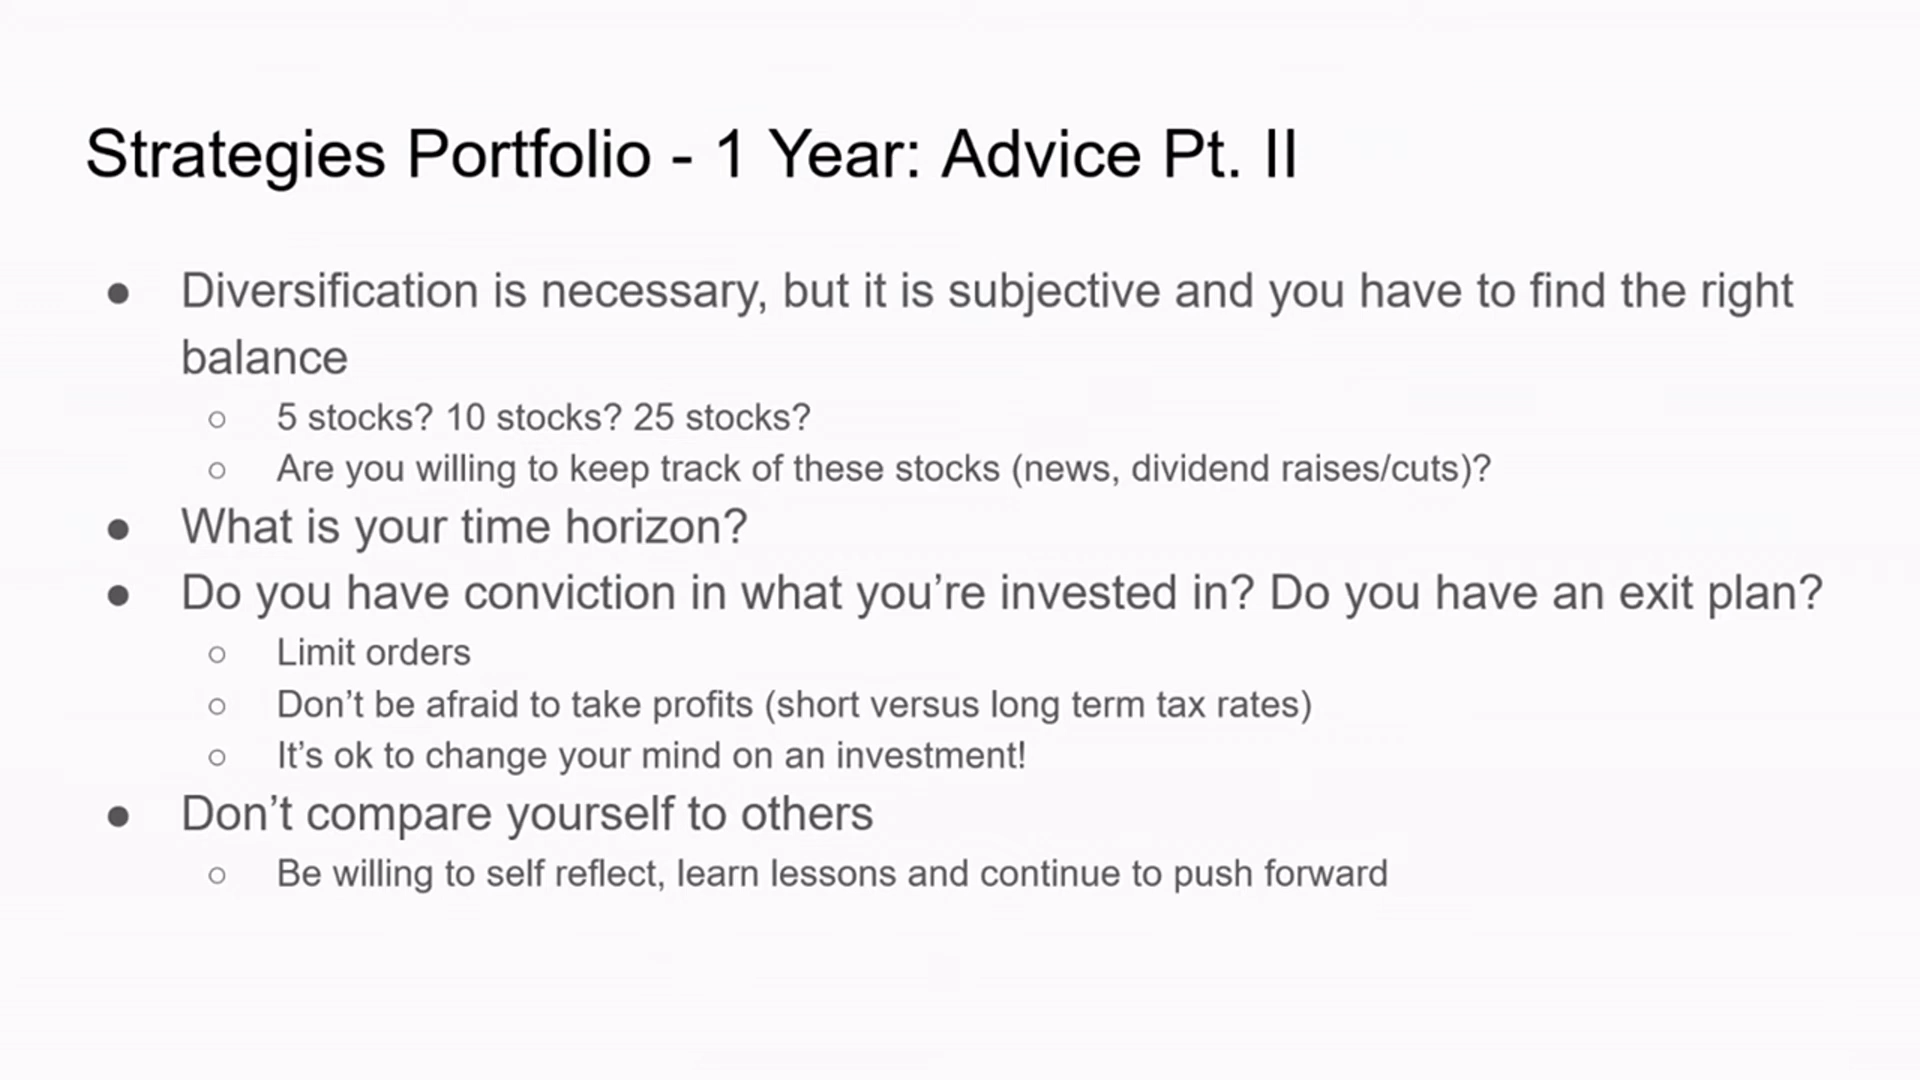 Strategies Portfolio - 1 Year: Advice Pt. II
● Diversification is necessary, but it is subjective and you have to find the right
balance
○ 5 stocks? 10 stocks? 25 stocks?
○ Are you willing to keep track of these stocks (news, dividend raises/cuts)?
● What is your time horizon?
● Do you have conviction in what you’re invested in? Do you have an exit plan?
○ Limit orders
○ Don’t be afraid to take profits (short versus long term tax rates)
○ It’s ok to change your mind on an investment!
● Don’t compare yourself to others
○ Be willing to self reflect, learn lessons and continue to push forward